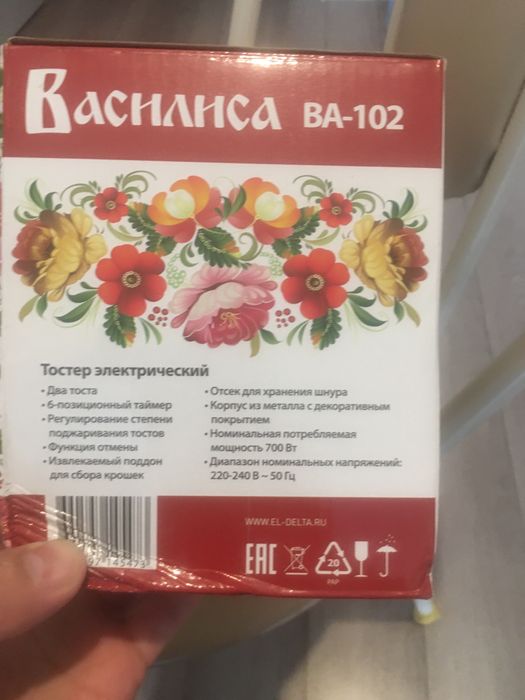 Василиса ВА-102
Тостер электрический
• Два тоста
• 6-позиционный таймер
• Регулирование степени
поджаривания тостов
• Функция отмены
• Извлекаемый поддон
для сбора крошек
• Отсек для хранения шнура
• Корпус из металла с декоративным
покрытием
• Номинальная потребляемая
мощность 700 Вт
• Диапазон номинальных напряжений:
220-240 В ~ 50 Гц
WWW.EL-DELTA.RU
EAC
20
PAP
97 145473